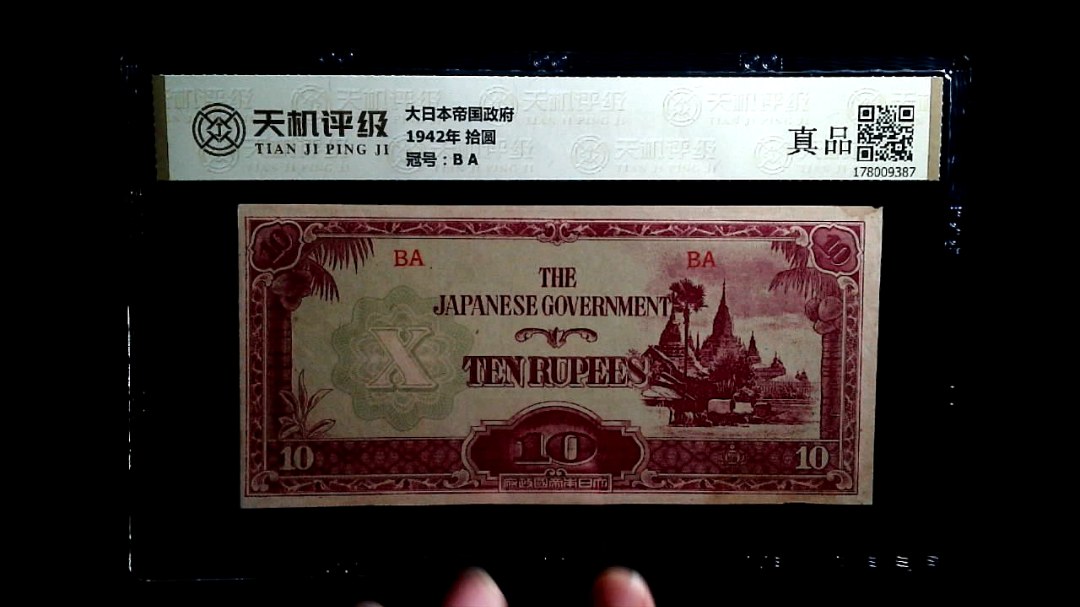 天机评级
TIAN JI PING JI
大日本帝国政府
1942年 拾圆
冠号：B A
真品
178009387
10
10
BA
BA
THE
JAPANESE GOVERNMENT
X
TEN RUPEES
10
10
10
府政國帝本日大